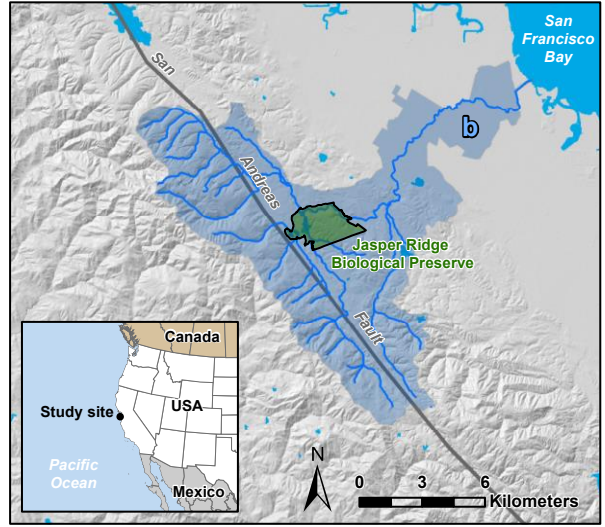 San
Francisco
Bay
San
b
Andreas
Jasper Ridge
Biological Preserve
Fault
Canada
USA
Study site
Pacific
Ocean
Mexico
N
0 3 6
Kilometers